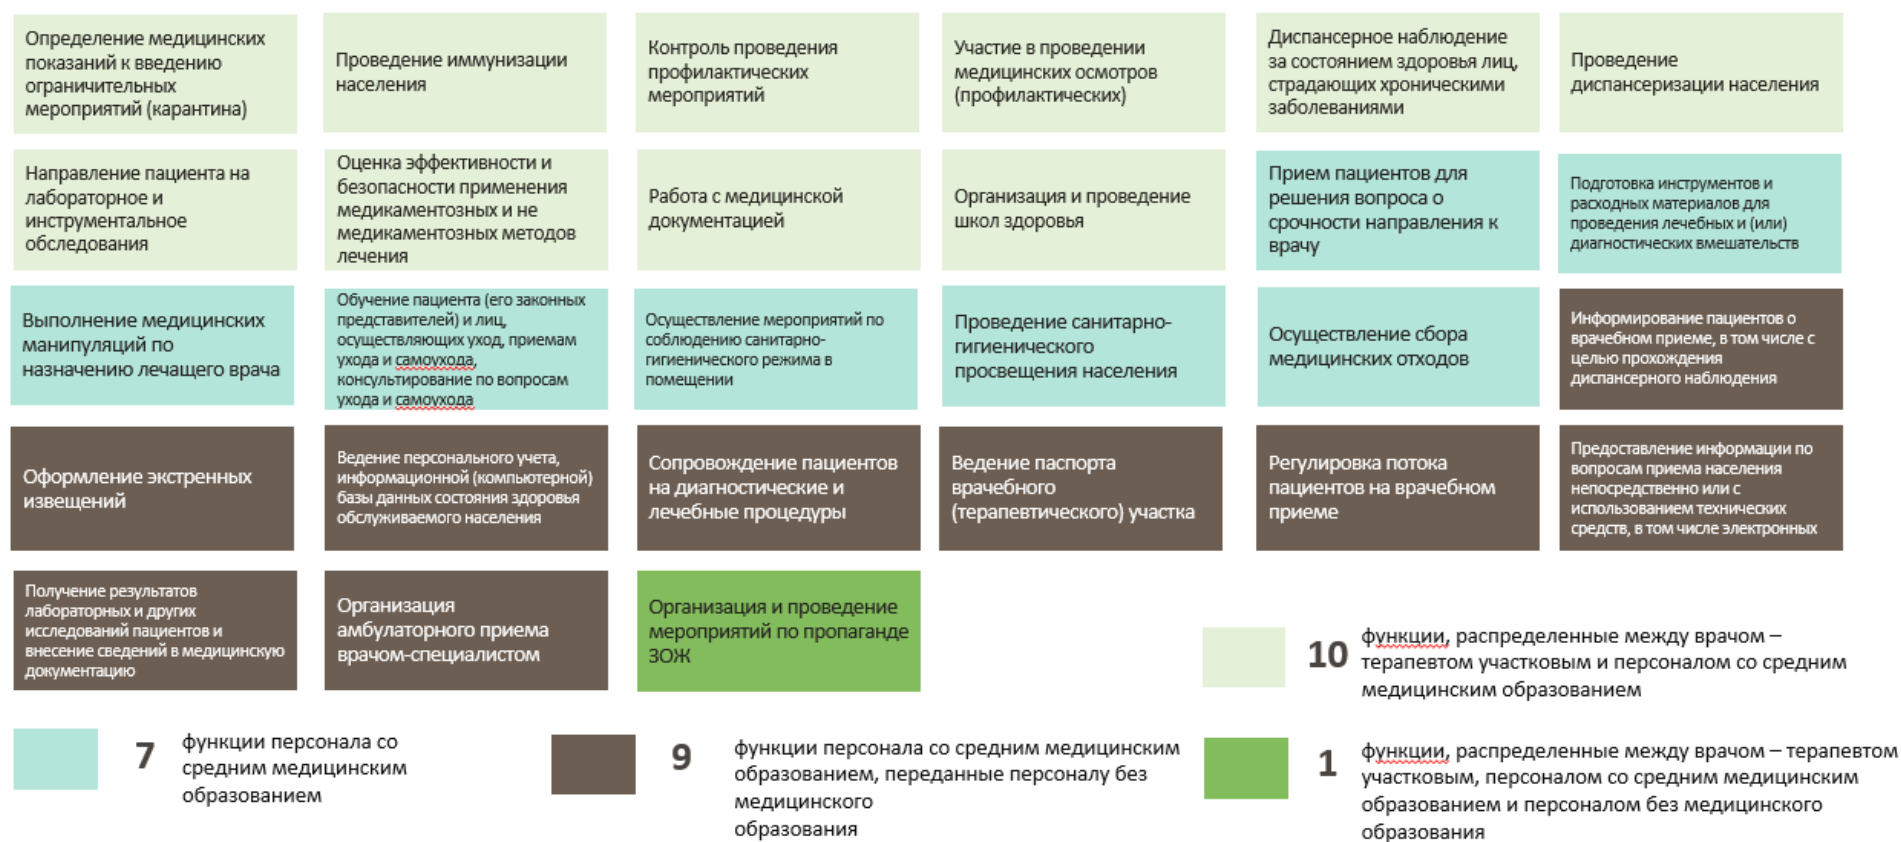 Определение медицинских
показаний к введению
ограничительных
мероприятий (карантина)
Проведение иммунизации
населения
Контроль проведения
профилактических
мероприятий
Участие в проведении
медицинских осмотров
(профилактических)
Диспансерное наблюдение
за состоянием здоровья лиц,
страдающих хроническими
заболеваниями
Проведение
диспансеризации населения
Направление пациента на
лабораторное и
инструментальное
обследования
Оценка эффективности и
безопасности применения
медикаментозных и не
медикаментозных методов
лечения
Работа с медицинской
документацией
Организация и проведение
школ здоровья
Прием пациентов для
решения вопроса о
срочности направления к
врачу
Подготовка инструментов и
расходных материалов для
проведения лечебных и (или)
диагностических вмешательств
Выполнение медицинских
манипуляций по
назначению лечащего врача
Обучение пациента (его законных
представителей) и лиц,
осуществляющих уход, приемам
ухода и самоухода,
консультирование по вопросам
ухода и самоухода
Осуществление мероприятий по
соблюдению санитарно-
гигиенического режима в
помещении
Проведение санитарно-
гигиенического
просвещения населения
Осуществление сбора
медицинских отходов
Информирование пациентов о
врачебном приеме, в том числе с
целью прохождения
диспансерного наблюдения
Оформление экстренных
извещений
Ведение персонального учета,
информационной (компьютерной)
базы данных состояния здоровья
обслуживаемого населения
Сопровождение пациентов
на диагностические и
лечебные процедуры
Ведение паспорта
врачебного
(терапевтического) участка
Регулировка потока
пациентов на врачебном
приеме
Предоставление информации по
вопросам приема населения
непосредственно или с
использованием технических
средств, в том числе электронных
Получение результатов
лабораторных и других
исследований пациентов и
внесение сведений в медицинскую
документацию
Организация
амбулаторного приема
врачом-специалистом
Организация и проведение
мероприятий по пропаганде
ЗОЖ
10
функции, распределенные между врачом –
терапевтом участковым и персоналом со средним
медицинским образованием
7
функции персонала со
средним медицинским
образованием
9
функции персонала со средним медицинским
образованием, переданные персоналу без
медицинского
образования
1
функции, распределенные между врачом – терапевтом
участковым, персоналом со средним медицинским
образованием и персоналом без медицинского
образования